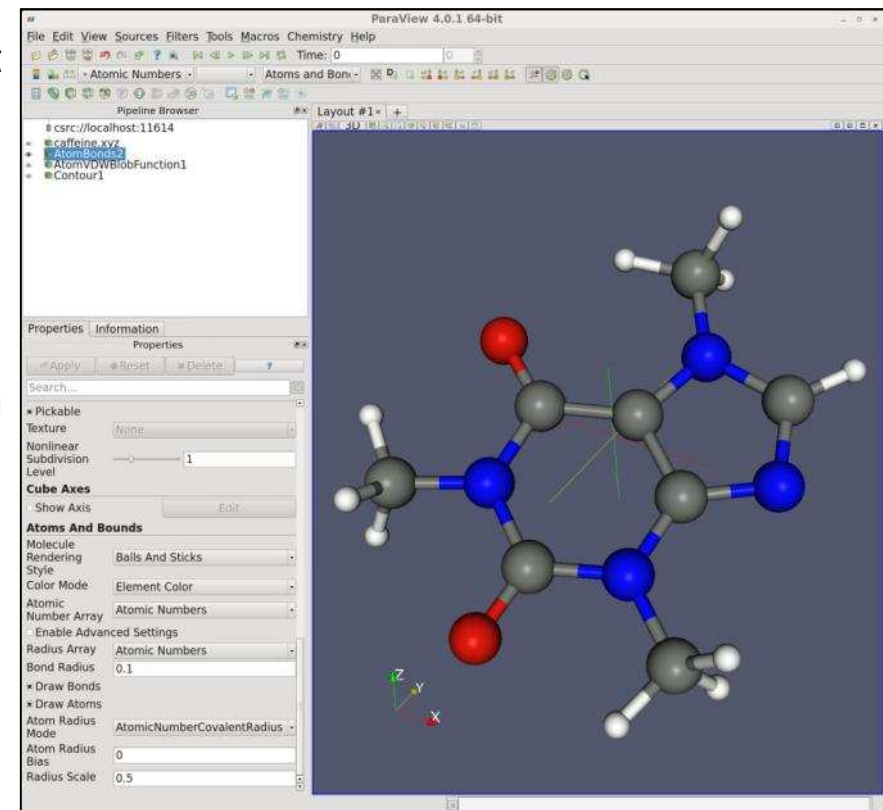 ParaView 4.0.1 64-bit
File Edit View Sources Filters Tools Macros Chemistry Help
Time: 0 0
Atomic Numbers Atoms and Bon
Pipeline Browser
Layout #1 +
3D
csrc://localhost:11614
caffeine.xyz
AtomBonds2
AtomVDWBlobFunction1
Contour1
Properties Information
Properties
Apply Reset Delete ?
Search...
Pickable
Texture None
Nonlinear
Subdivision 1
Level
Cube Axes
Show Axis Edit
Atoms And Bounds
Molecule
Rendering Balls And Sticks
Style
Color Mode Element Color
Atomic
Number Array Atomic Numbers
Enable Advanced Settings
Radius Array Atomic Numbers
Bond Radius 0.1
Draw Bonds
Draw Atoms
Atom Radius
Mode AtomicNumberCovalentRadius
Atom Radius
Bias 0
Radius Scale 0.5
Z
Y
X